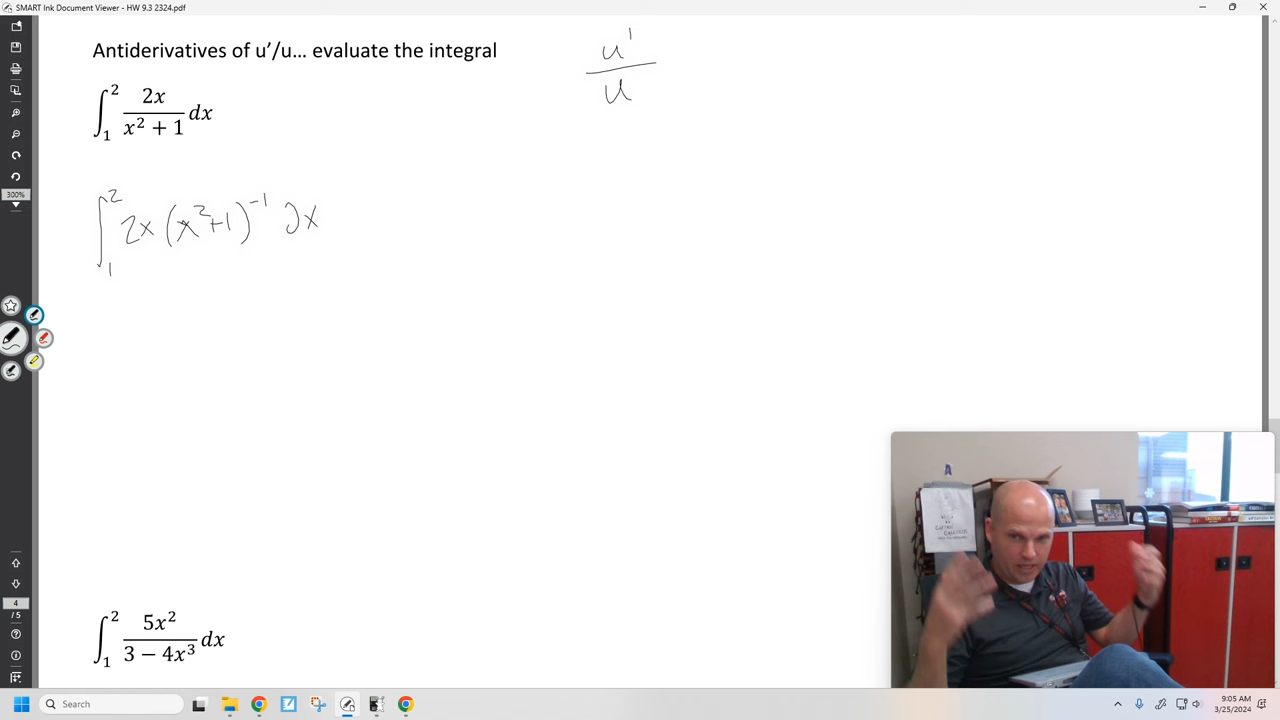 SMART Ink Document Viewer - HW 9.3 2324.pdf
Antiderivatives of u’/u… evaluate the integral
u'
u
∫₁² 2x/(x² + 1) dx
∫₁² 2x (x²+1)⁻¹ dx
300%
4
/ 5
∫₁² 5x²/(3 − 4x³) dx
Search
9:05 AM
3/25/2024